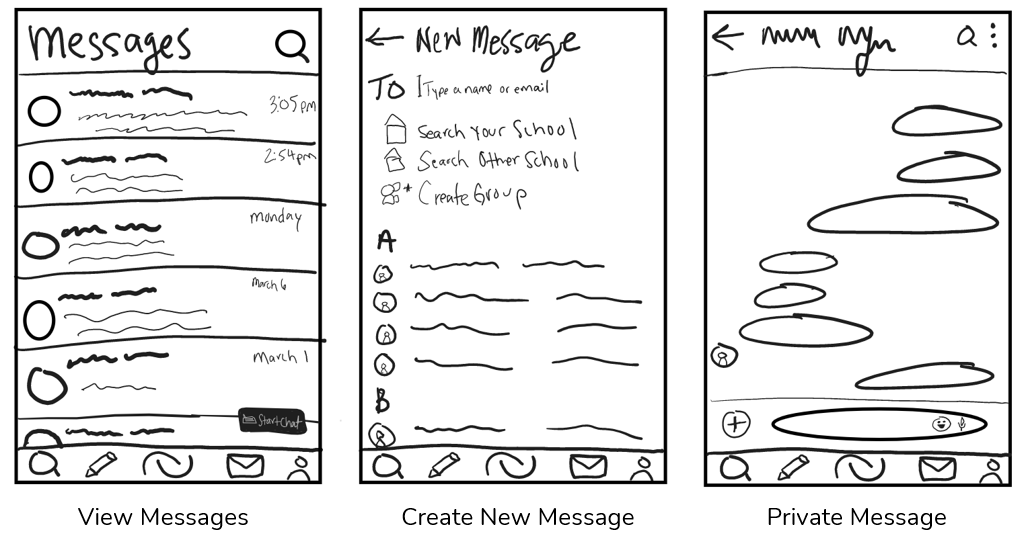 Messages
3:05pm
2:54pm
monday
March 6
March 1
Start Chat
View Messages
New Message
To Type a name or email
Search Your School
Search Other School
Create Group
A
B
Create New Message
Private Message